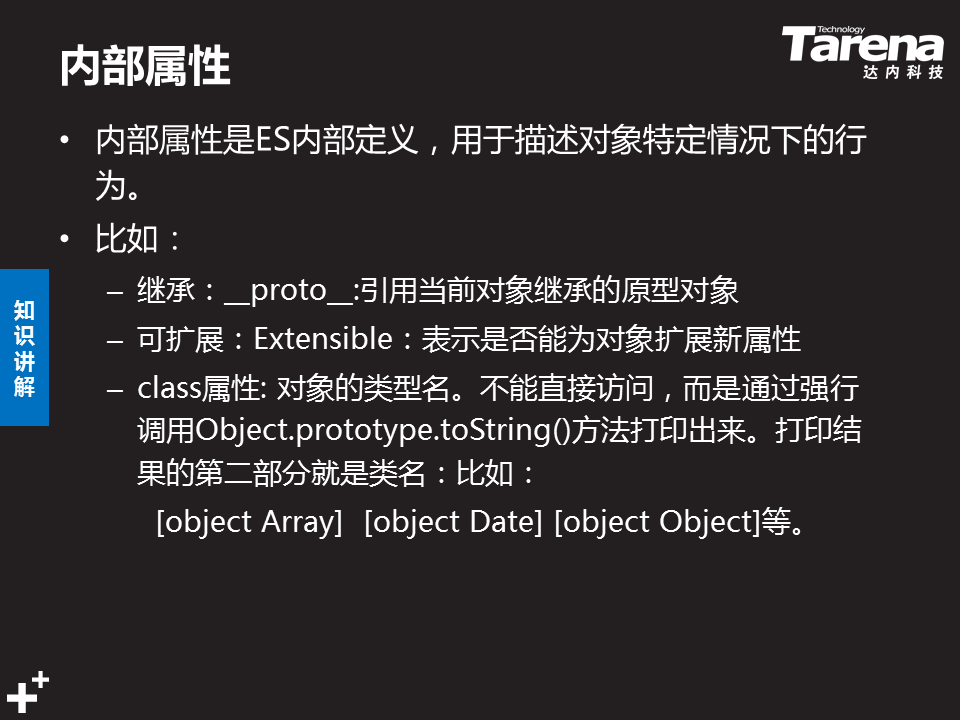 内部属性
Technology
Tarena
达内科技
• 内部属性是ES内部定义，用于描述对象特定情况下的行
为。
• 比如：
– 继承：__proto__:引用当前对象继承的原型对象
– 可扩展：Extensible：表示是否能为对象扩展新属性
– class属性: 对象的类型名。不能直接访问，而是通过强行
调用Object.prototype.toString()方法打印出来。打印结
果的第二部分就是类名：比如：
[object Array]  [object Date] [object Object]等。
知
识
讲
解